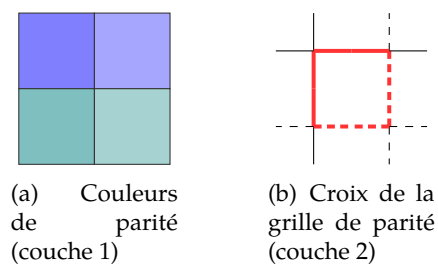 (a) Couleurs
de parité
(couche 1)
(b) Croix de la
grille de parité
(couche 2)